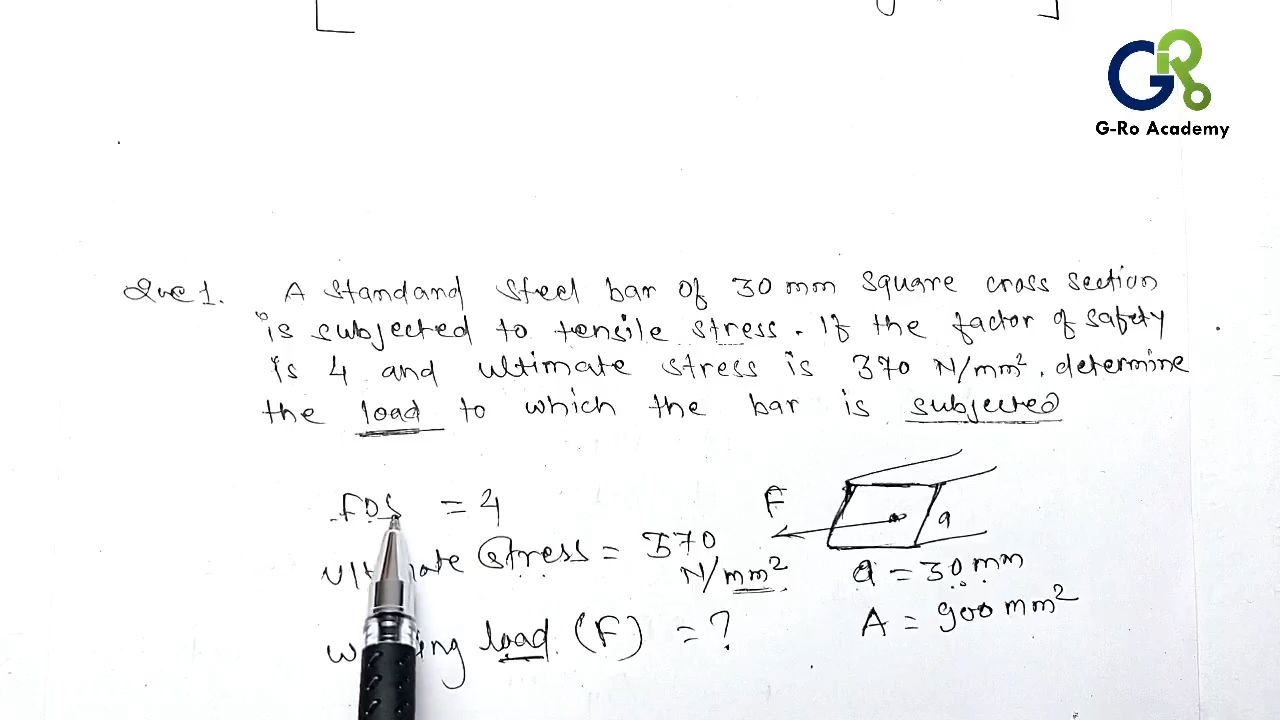 G-Ro Academy
Que 1. A standard steel bar of 30 mm square cross section
is subjected to tensile stress. If the factor of safety
is 4 and ultimate stress is 370 N/mm², determine
the load to which the bar is subjected
FOS = 4
stress = 370
N/mm²
load (F) = ?
F
a
a = 30 mm
A = 900 mm²